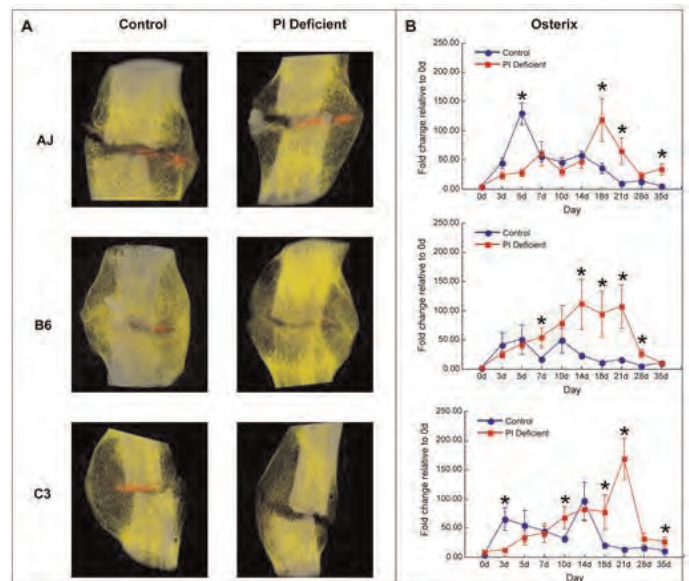 A
Control
PI Deficient
AJ
B6
C3
B
Osterix
Fold change relative to 0d
250.00
200.00
150.00
100.00
50.00
0.00
Control
PI Deficient
*
*
*
*
0d 3d 5d 7d 10d 14d 18d 21d 28d 35d
Day
Fold change relative to 0d
250.00
200.00
150.00
100.00
50.00
0.00
Control
PI Deficient
*
*
*
*
*
0d 3d 5d 7d 10d 14d 18d 21d 28d 35d
Day
Fold change relative to 0d
250.00
200.00
150.00
100.00
50.00
0.00
Control
PI Deficient
*
*
*
*
*
0d 3d 5d 7d 10d 14d 18d 21d 28d 35d
Day